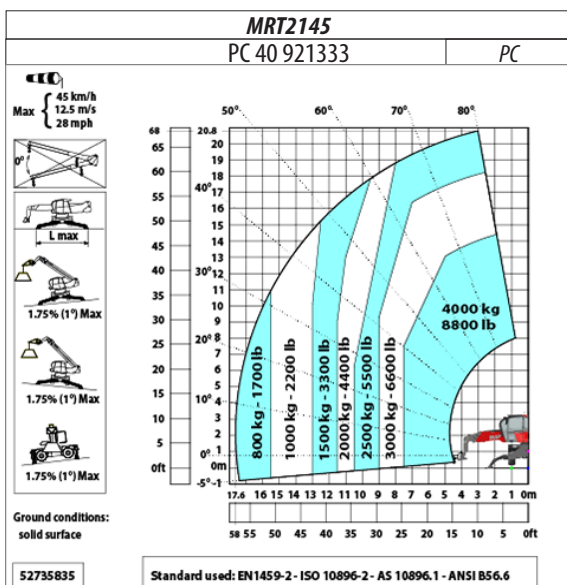 MRT2145
PC 40 921333
PC
Max
45 km/h
12.5 m/s
28 mph
0°
L max
1.75% (1°) Max
1.75% (1°) Max
1.75% (1°) Max
Ground conditions:
solid surface
52735835
50° 60° 70° 80°
40°
30°
20°
10°
0°
-5°
68
65
60
55
50
45
40
35
30
25
20
15
10
5
0ft
20.8
20
19
18
17
16
15
14
13
12
11
10
9
8
7
6
5
4
3
2
1
0m
-1
800 kg - 1700 lb
1000 kg - 2200 lb
1500 kg - 3300 lb
2000 kg - 4400 lb
2500 kg - 5500 lb
3000 kg - 6600 lb
4000 kg
8800 lb
17.6 16 15 14 13 12 11 10 9 8 7 6 5 4 3 2 1 0m
58 55 50 45 40 35 30 25 20 15 10 5 0ft
Standard used: EN1459-2 - ISO 10896-2 - AS 10896.1 - ANSI B56.6